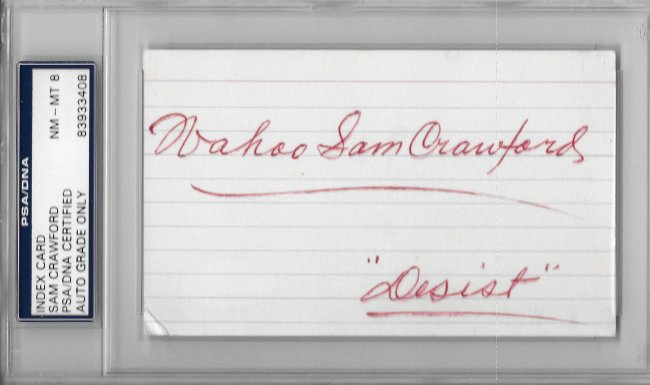 PSA/DNA
INDEX CARD
SAM CRAWFORD
PSA/DNA CERTIFIED
AUTO GRADE ONLY
NM - MT 8
83933408
Wahoo Sam Crawford
"Desist"